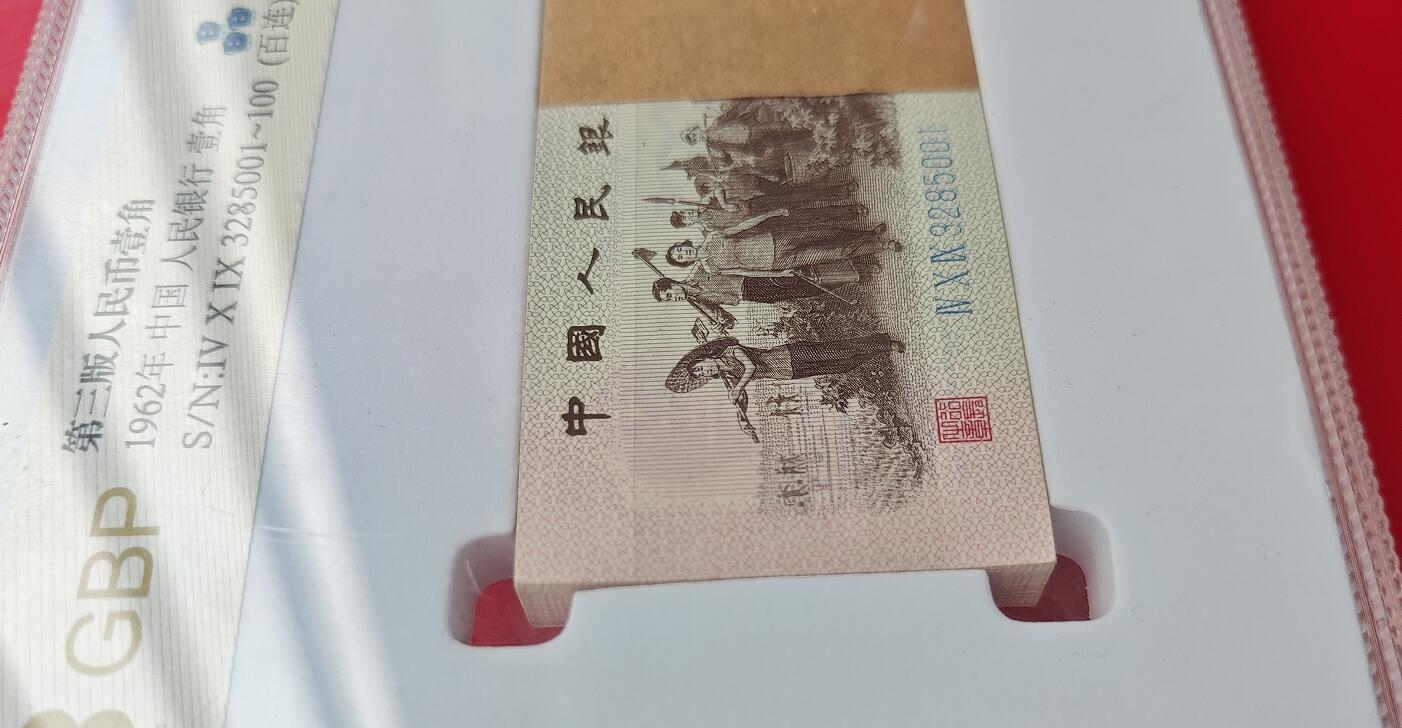 第三版人民币壹角
1962年 中国 人民银行 壹角
S/N:IV X IX 3285001~100 (百连)
GBP
中國人民銀
IV X IX 3285001